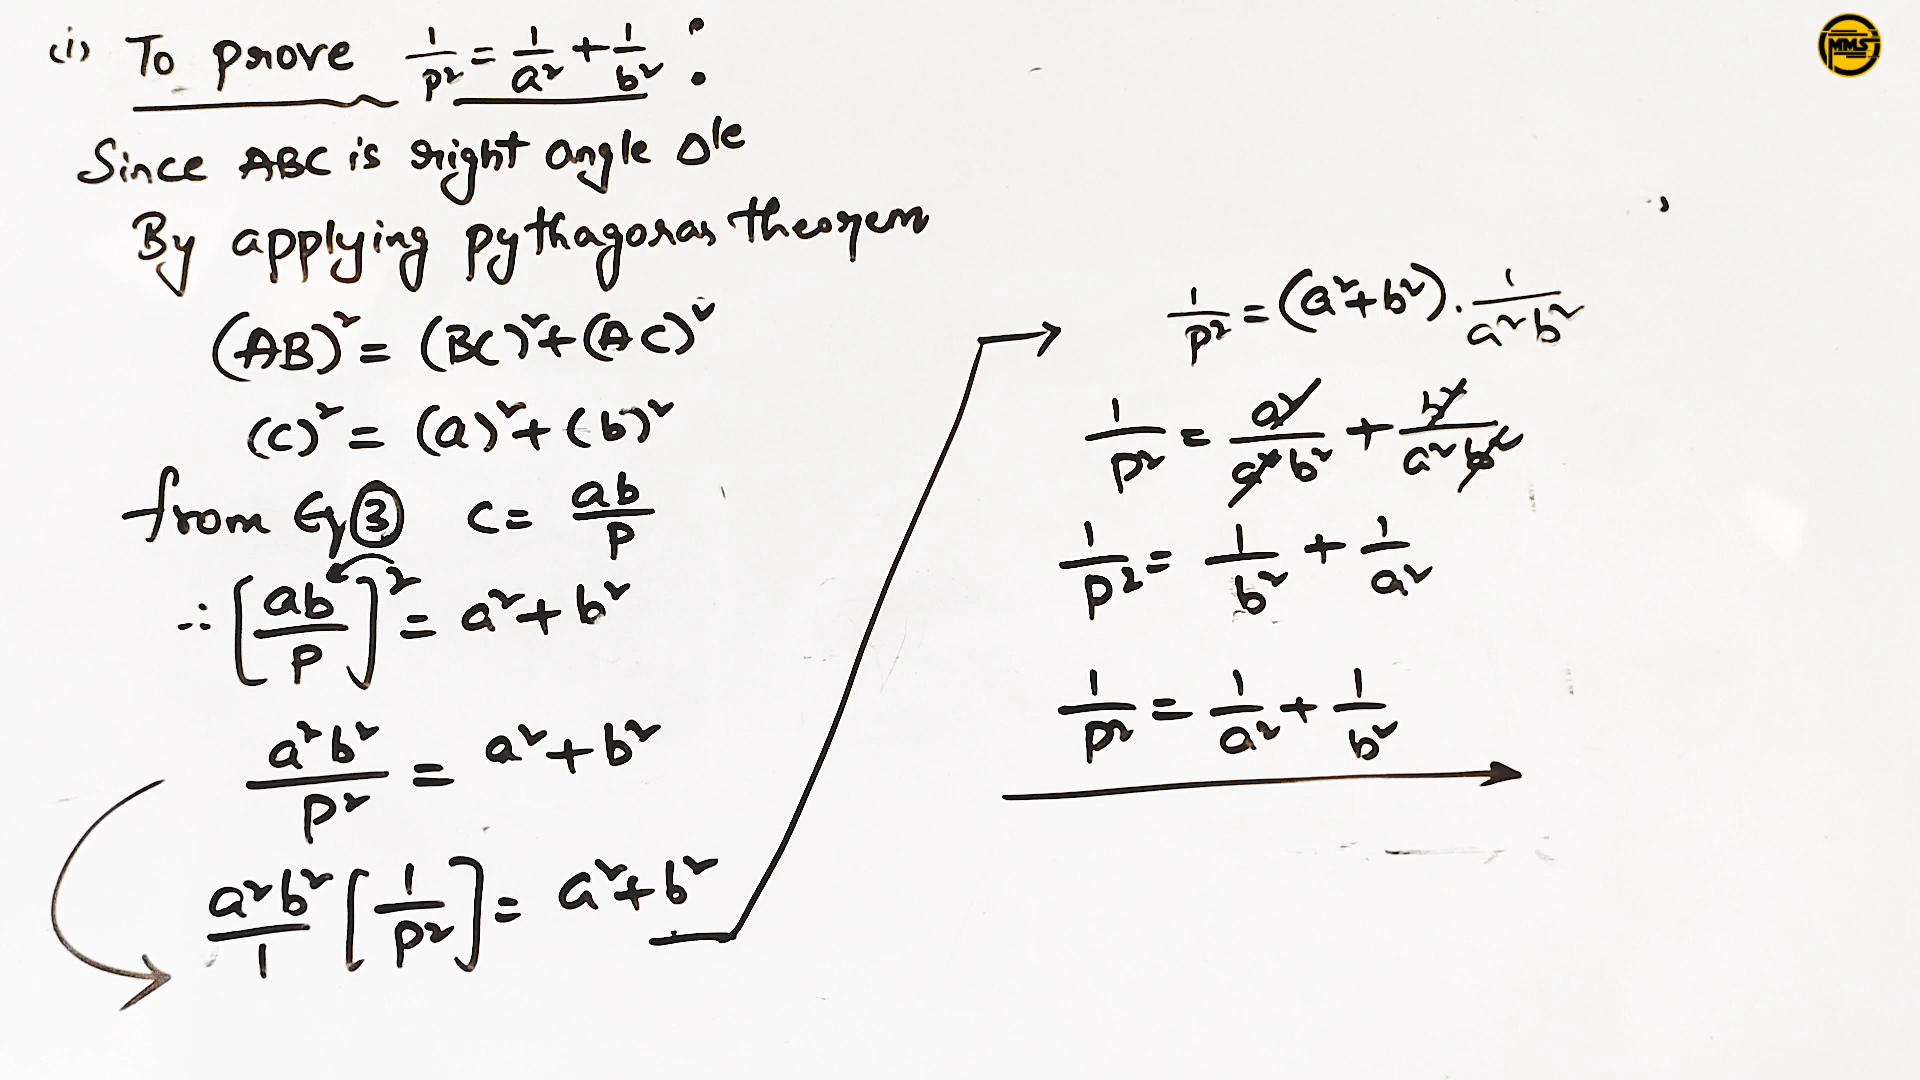 (i) To prove 1/p² = 1/a² + 1/b² :
Since ABC is right angle Δle
By applying pythagoras theorem
(AB)² = (BC)² + (AC)²
(c)² = (a)² + (b)²
from Eq ③ c = ab/p
∴ [ab/p]² = a² + b²
a²b²/p² = a² + b²
a²b²/1 [1/p²] = a² + b²
1/p² = (a² + b²) . 1/a²b²
1/p² = a²/a²b² + b²/a²b²
1/p² = 1/b² + 1/a²
1/p² = 1/a² + 1/b²
MMS